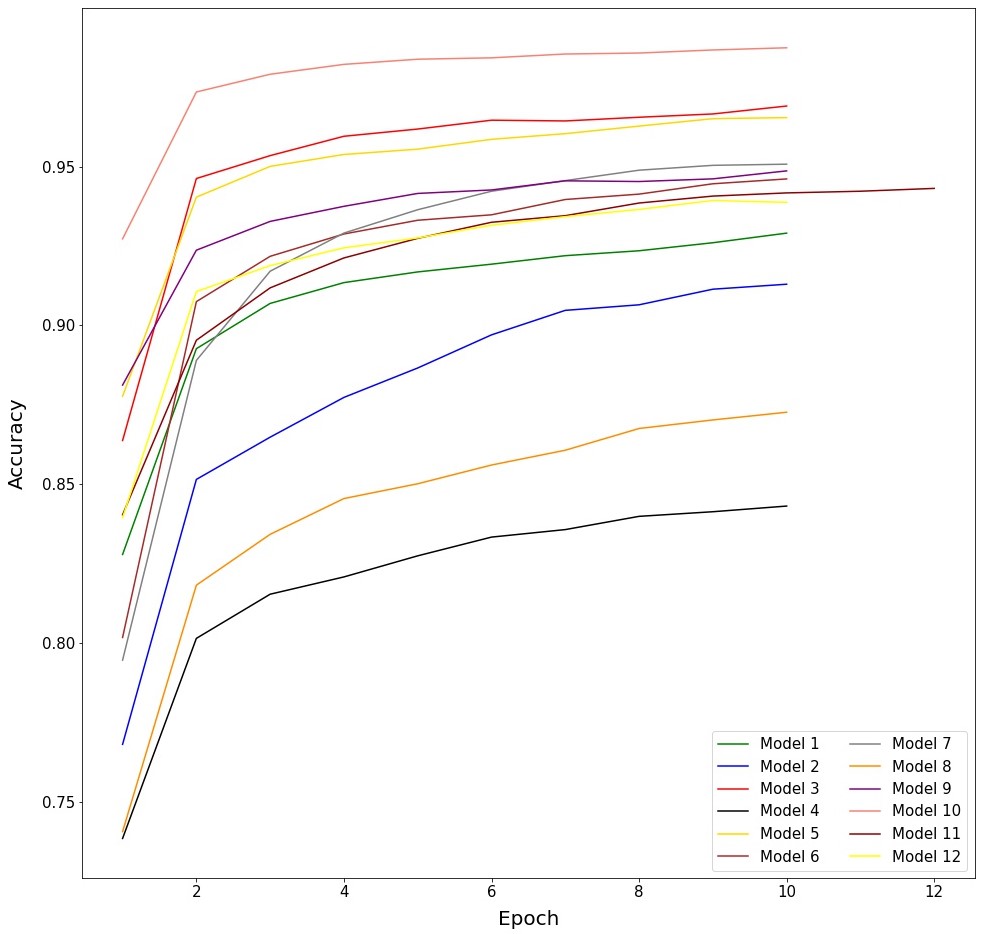 0.95
0.90
0.85
0.80
0.75
Accuracy
2
4
6
8
10
12
Epoch
Model 1
Model 2
Model 3
Model 4
Model 5
Model 6
Model 7
Model 8
Model 9
Model 10
Model 11
Model 12